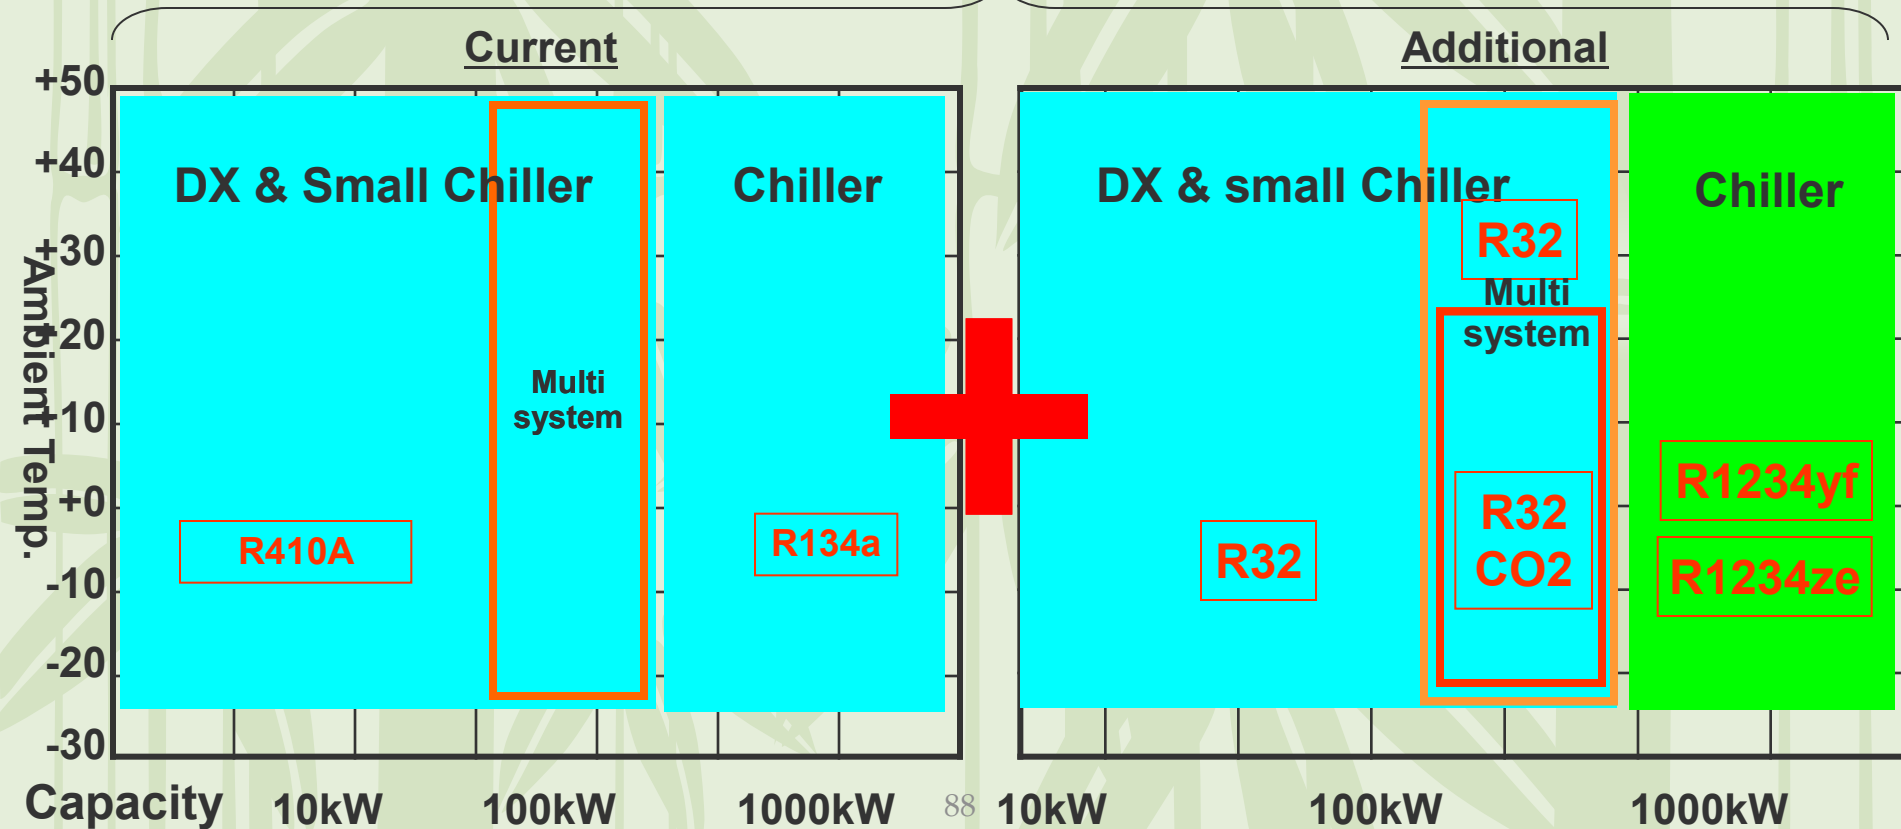 Current
Additional
+50
+40
+30
+20
+10
+0
-10
-20
-30
Ambient Temp.
DX & Small Chiller
Chiller
Multi
system
R410A
R134a
DX & small Chiller
Chiller
R32
Multi
system
R32
CO2
R32
R1234yf
R1234ze
Capacity
10kW
100kW
1000kW
88
10kW
100kW
1000kW